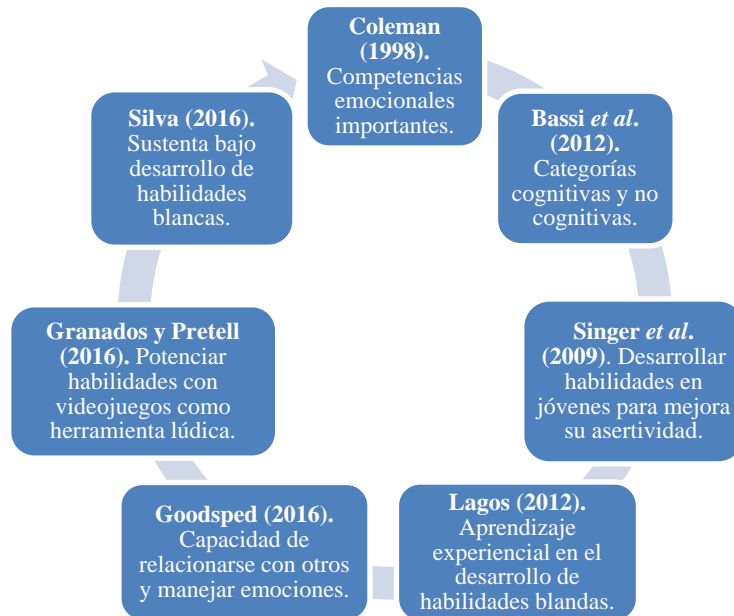 Coleman
(1998).
Competencias
emocionales
importantes.
Bassi et al.
(2012).
Categorías
cognitivas y no
cognitivas.
Singer et al.
(2009). Desarrollar
habilidades en
jóvenes para mejora
su asertividad.
Lagos (2012).
Aprendizaje
experiencial en el
desarrollo de
habilidades blandas.
Goodsped (2016).
Capacidad de
relacionarse con otros
y manejar emociones.
Granados y Pretell
(2016). Potenciar
habilidades con
videojuegos como
herramienta lúdica.
Silva (2016).
Sustenta bajo
desarrollo de
habilidades
blancas.